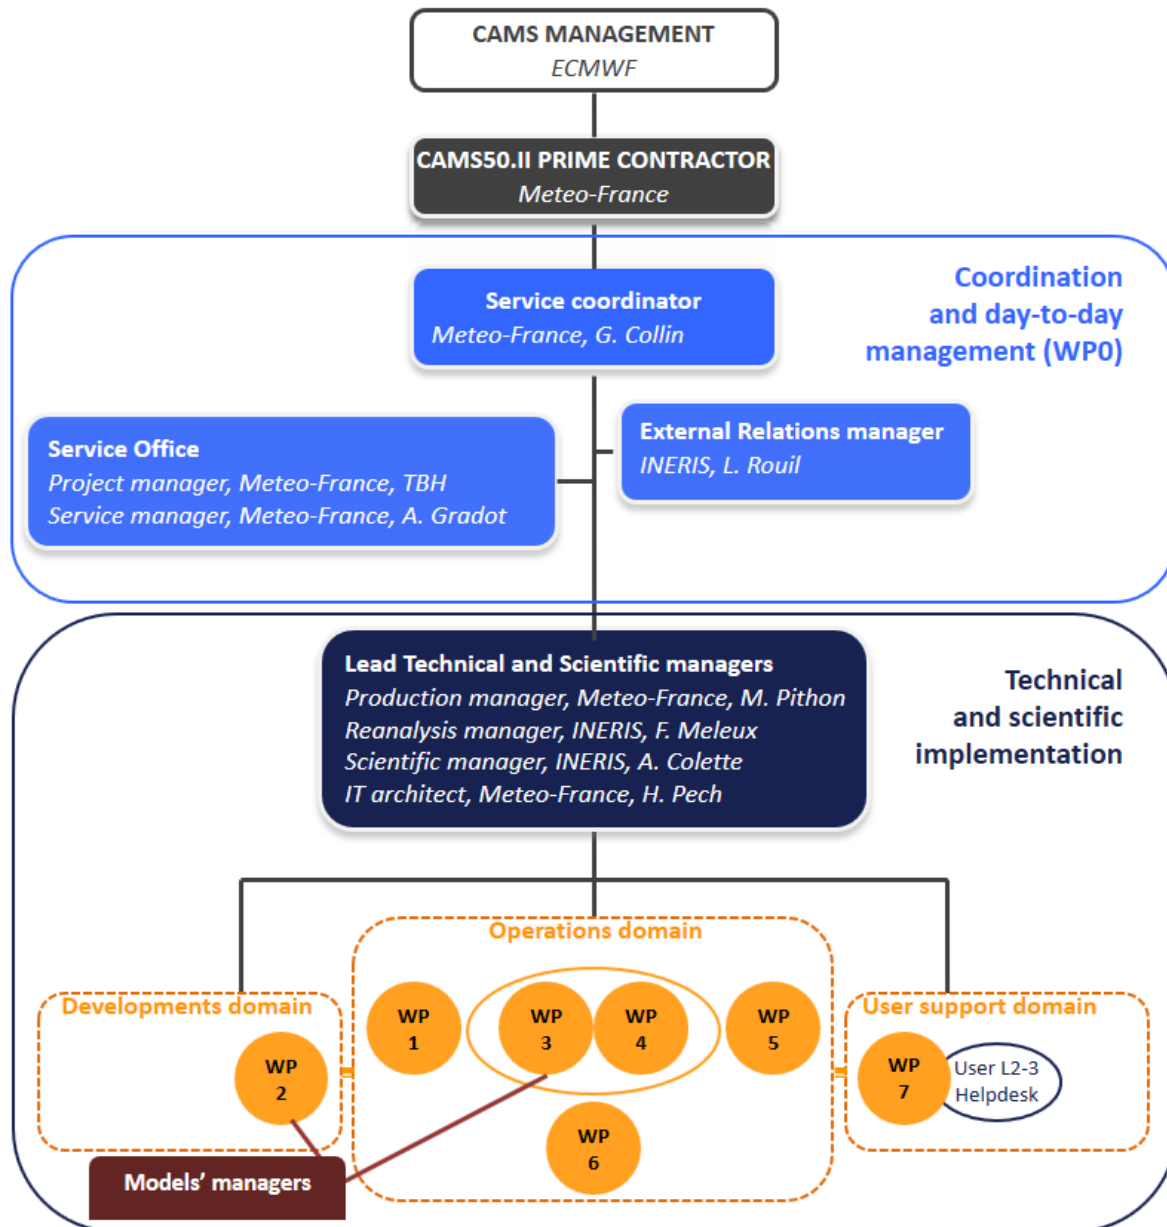 CAMS MANAGEMENT
ECMWF
CAMS50.II PRIME CONTRACTOR
Meteo-France
Coordination
and day-to-day
management (WP0)
Service coordinator
Meteo-France, G. Collin
External Relations manager
INERIS, L. Rouil
Service Office
Project manager, Meteo-France, TBH
Service manager, Meteo-France, A. Gradot
Lead Technical and Scientific managers
Production manager, Meteo-France, M. Pithon
Reanalysis manager, INERIS, F. Meleux
Scientific manager, INERIS, A. Colette
IT architect, Meteo-France, H. Pech
Technical
and scientific
implementation
Operations domain
Developments domain
User support domain
WP
1
WP
3
WP
4
WP
5
WP
2
WP
7
User L2-3
Helpdesk
WP
6
Models' managers